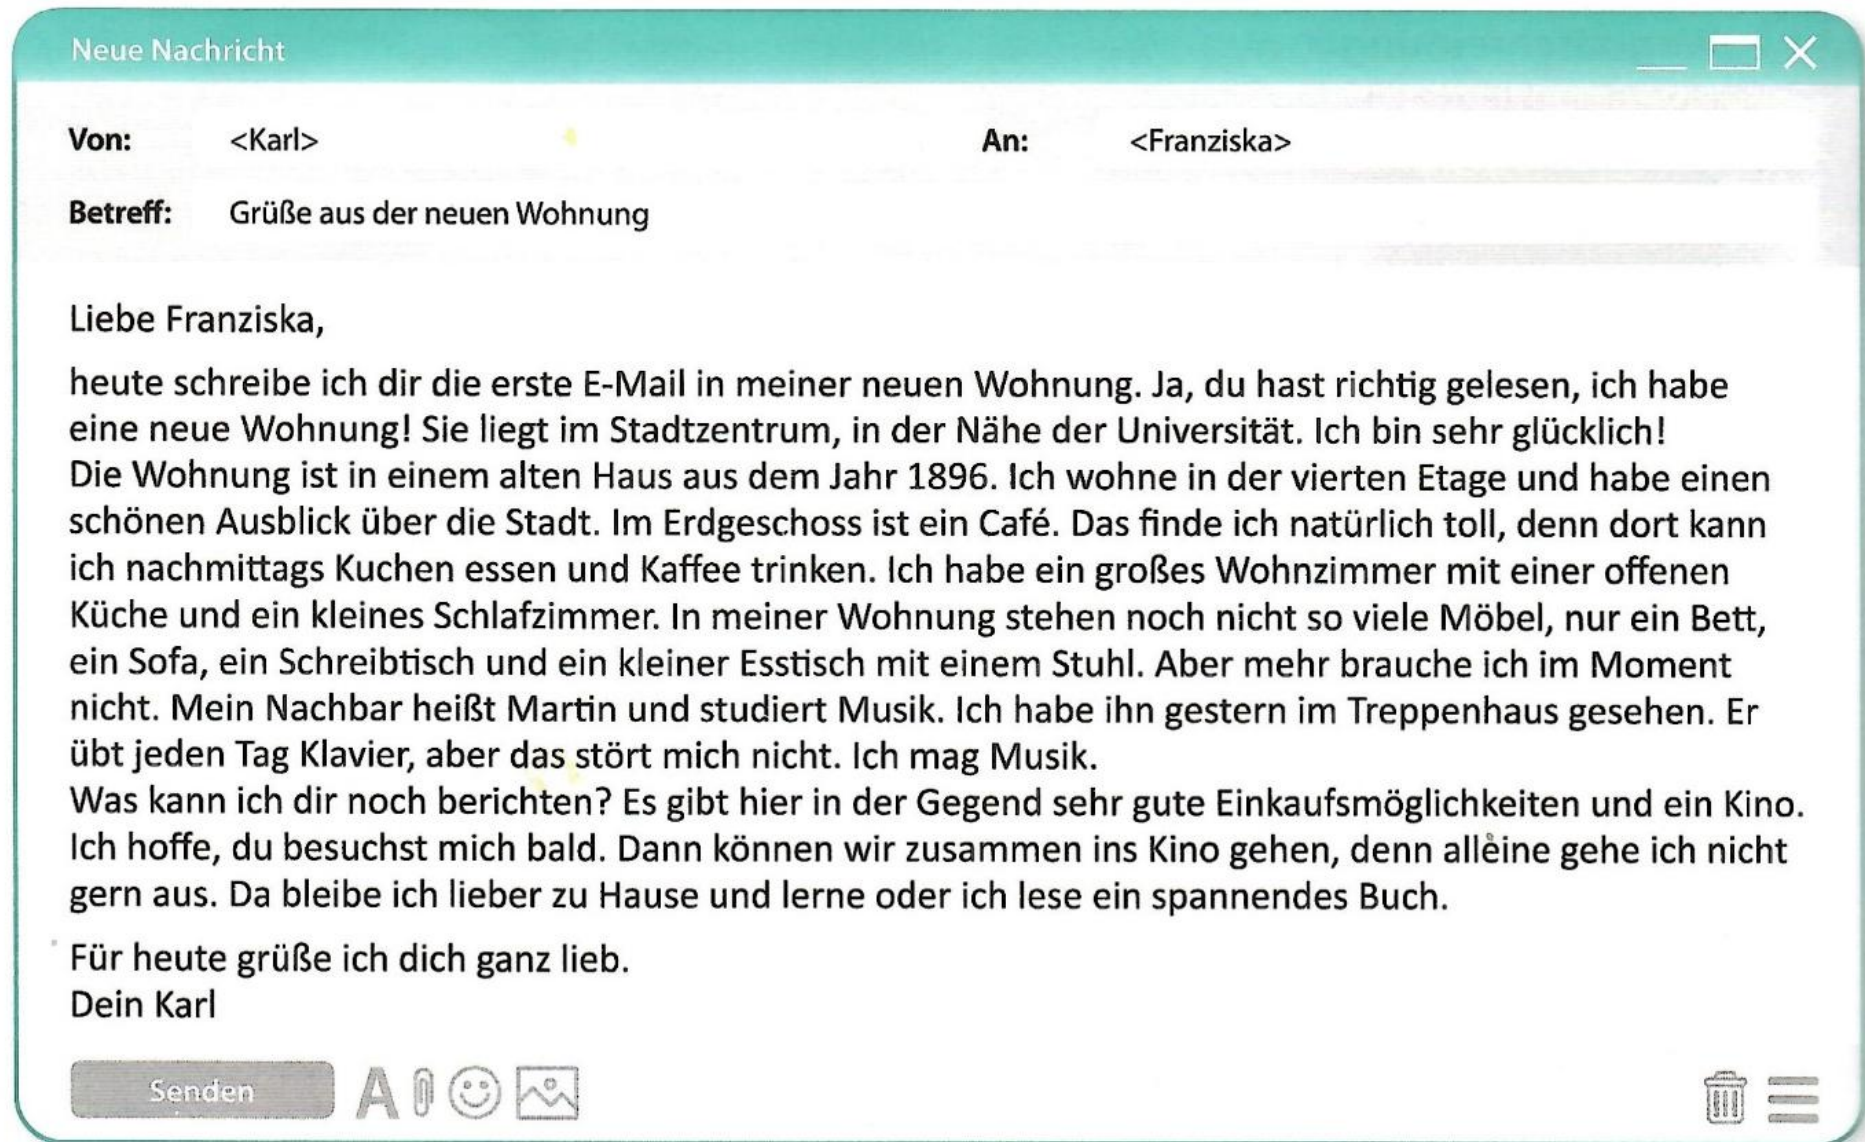 Neue Nachricht
Von: <Karl> An: <Franziska>
Betreff: Grüße aus der neuen Wohnung
Liebe Franziska,
heute schreibe ich dir die erste E-Mail in meiner neuen Wohnung. Ja, du hast richtig gelesen, ich habe
eine neue Wohnung! Sie liegt im Stadtzentrum, in der Nähe der Universität. Ich bin sehr glücklich!
Die Wohnung ist in einem alten Haus aus dem Jahr 1896. Ich wohne in der vierten Etage und habe einen
schönen Ausblick über die Stadt. Im Erdgeschoss ist ein Café. Das finde ich natürlich toll, denn dort kann
ich nachmittags Kuchen essen und Kaffee trinken. Ich habe ein großes Wohnzimmer mit einer offenen
Küche und ein kleines Schlafzimmer. In meiner Wohnung stehen noch nicht so viele Möbel, nur ein Bett,
ein Sofa, ein Schreibtisch und ein kleiner Esstisch mit einem Stuhl. Aber mehr brauche ich im Moment
nicht. Mein Nachbar heißt Martin und studiert Musik. Ich habe ihn gestern im Treppenhaus gesehen. Er
übt jeden Tag Klavier, aber das stört mich nicht. Ich mag Musik.
Was kann ich dir noch berichten? Es gibt hier in der Gegend sehr gute Einkaufsmöglichkeiten und ein Kino.
Ich hoffe, du besuchst mich bald. Dann können wir zusammen ins Kino gehen, denn alleine gehe ich nicht
gern aus. Da bleibe ich lieber zu Hause und lerne oder ich lese ein spannendes Buch.
Für heute grüße ich dich ganz lieb.
Dein Karl
Senden A